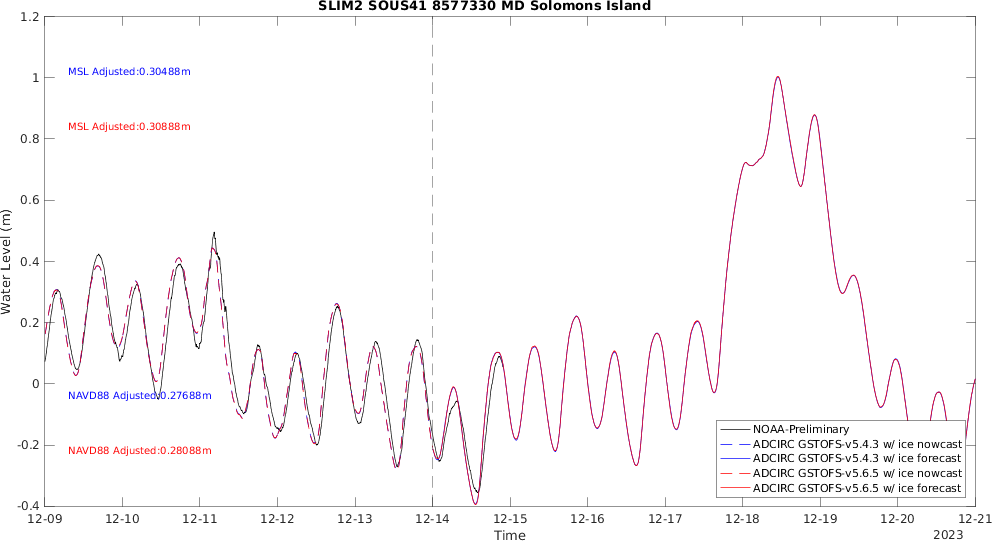 SLIM2 SOUS41 8577330 MD Solomons Island
1.2
1
0.8
0.6
0.4
0.2
0
-0.2
-0.4
Water Level (m)
MSL Adjusted:0.30488m
MSL Adjusted:0.30888m
NAVD88 Adjusted:0.27688m
NAVD88 Adjusted:0.28088m
NOAA-Preliminary
ADCIRC GSTOFS-v5.4.3 w/ ice nowcast
ADCIRC GSTOFS-v5.4.3 w/ ice forecast
ADCIRC GSTOFS-v5.6.5 w/ ice nowcast
ADCIRC GSTOFS-v5.6.5 w/ ice forecast
12-09 12-10 12-11 12-12 12-13 12-14 12-15 12-16 12-17 12-18 12-19 12-20 12-21
Time
2023